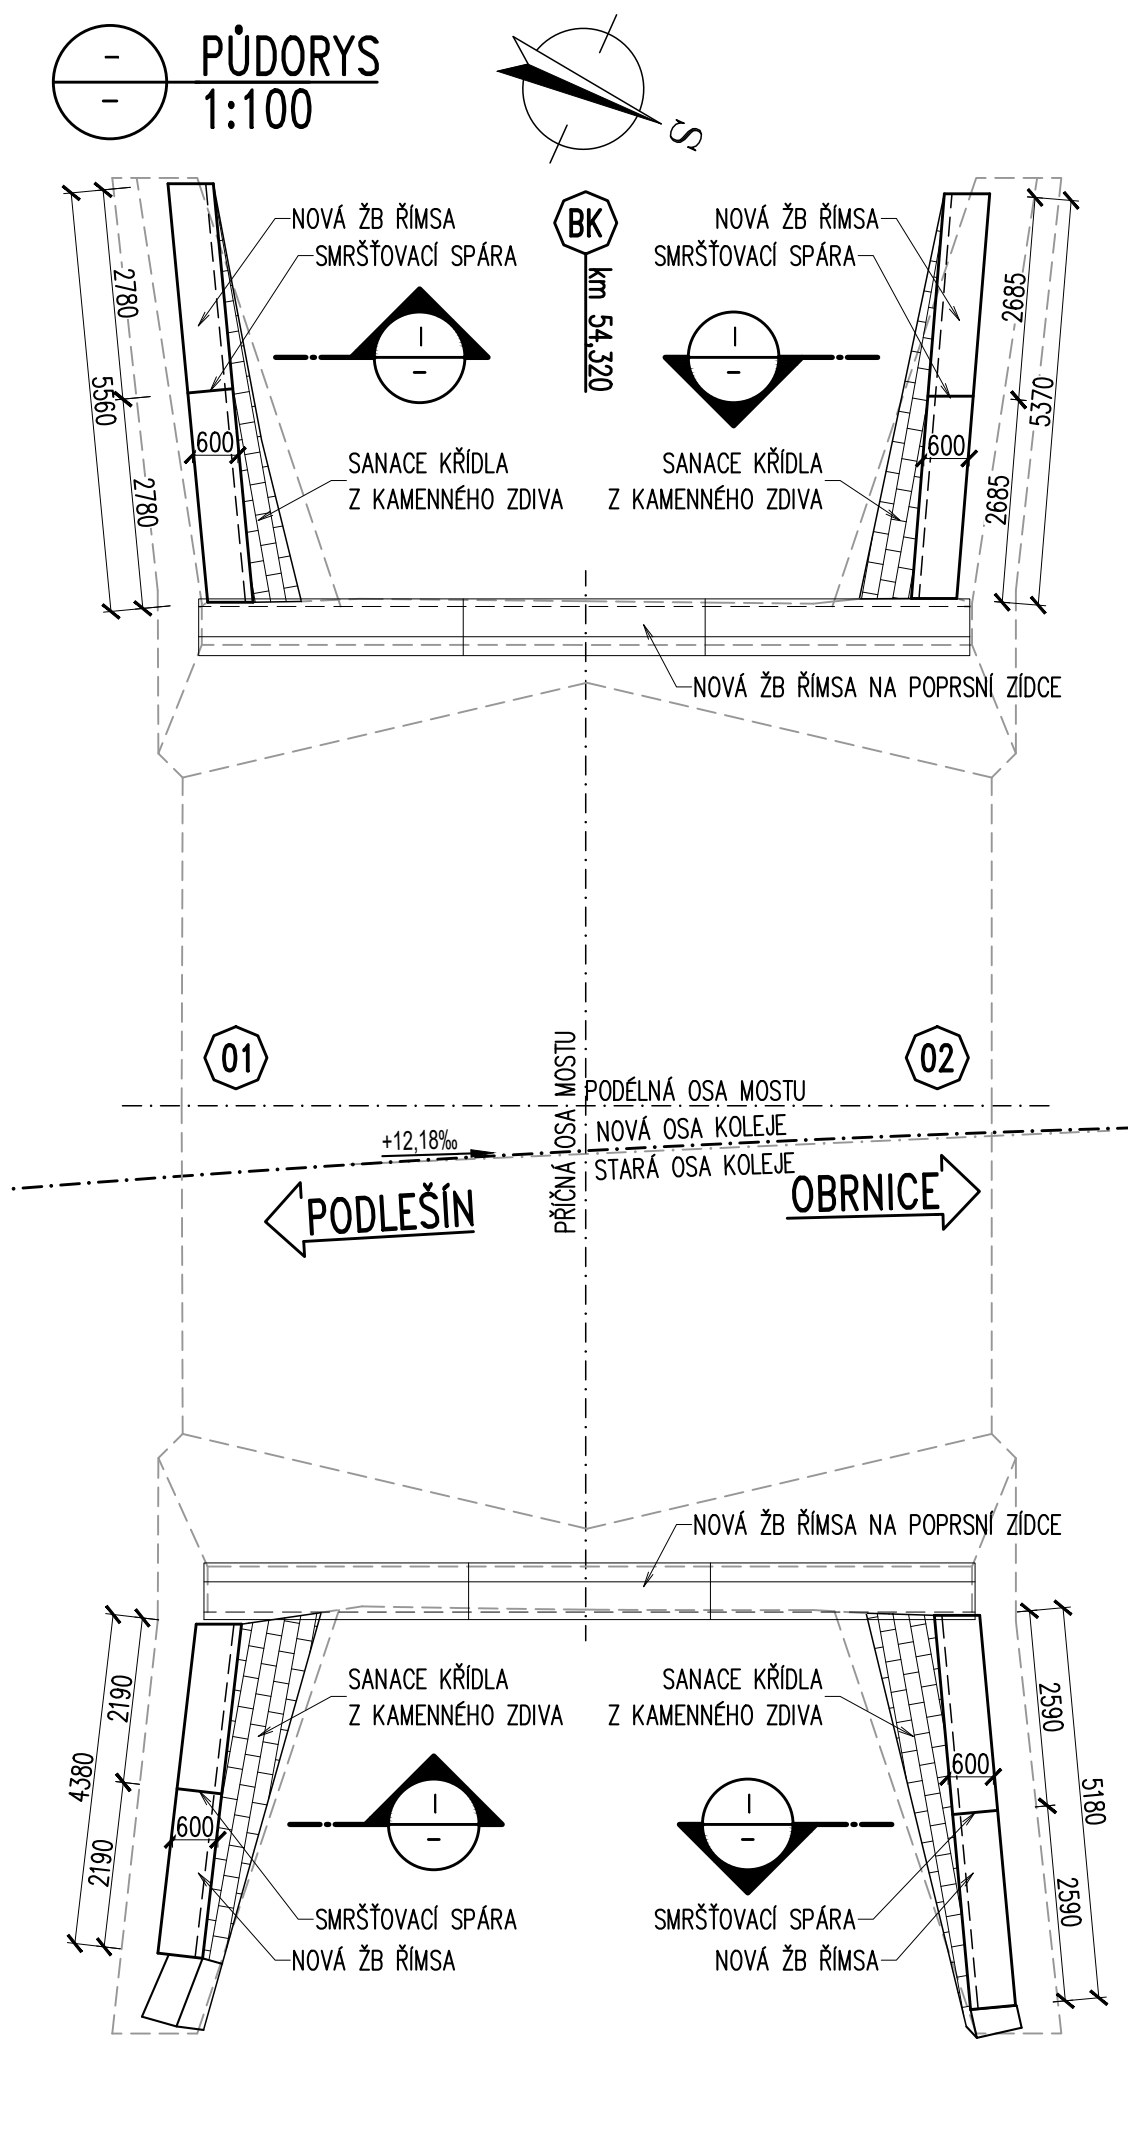 PŮDORYS
1:100
S
BK
km 54,320
NOVÁ ŽB ŘÍMSA
SMRŠŤOVACÍ SPÁRA
NOVÁ ŽB ŘÍMSA
SMRŠŤOVACÍ SPÁRA
2780
5560
2780
600
2685
5370
2685
600
SANACE KŘÍDLA
Z KAMENNÉHO ZDIVA
SANACE KŘÍDLA
Z KAMENNÉHO ZDIVA
NOVÁ ŽB ŘÍMSA NA POPRSNÍ ZÍDCE
01
02
PŘÍČNÁ OSA MOSTU
PODÉLNÁ OSA MOSTU
NOVÁ OSA KOLEJE
+12,18‰
STARÁ OSA KOLEJE
PODLEŠÍN
OBRNICE
NOVÁ ŽB ŘÍMSA NA POPRSNÍ ZÍDCE
SANACE KŘÍDLA
Z KAMENNÉHO ZDIVA
SANACE KŘÍDLA
Z KAMENNÉHO ZDIVA
2190
4380
2190
600
2590
5180
2590
600
SMRŠŤOVACÍ SPÁRA
NOVÁ ŽB ŘÍMSA
SMRŠŤOVACÍ SPÁRA
NOVÁ ŽB ŘÍMSA